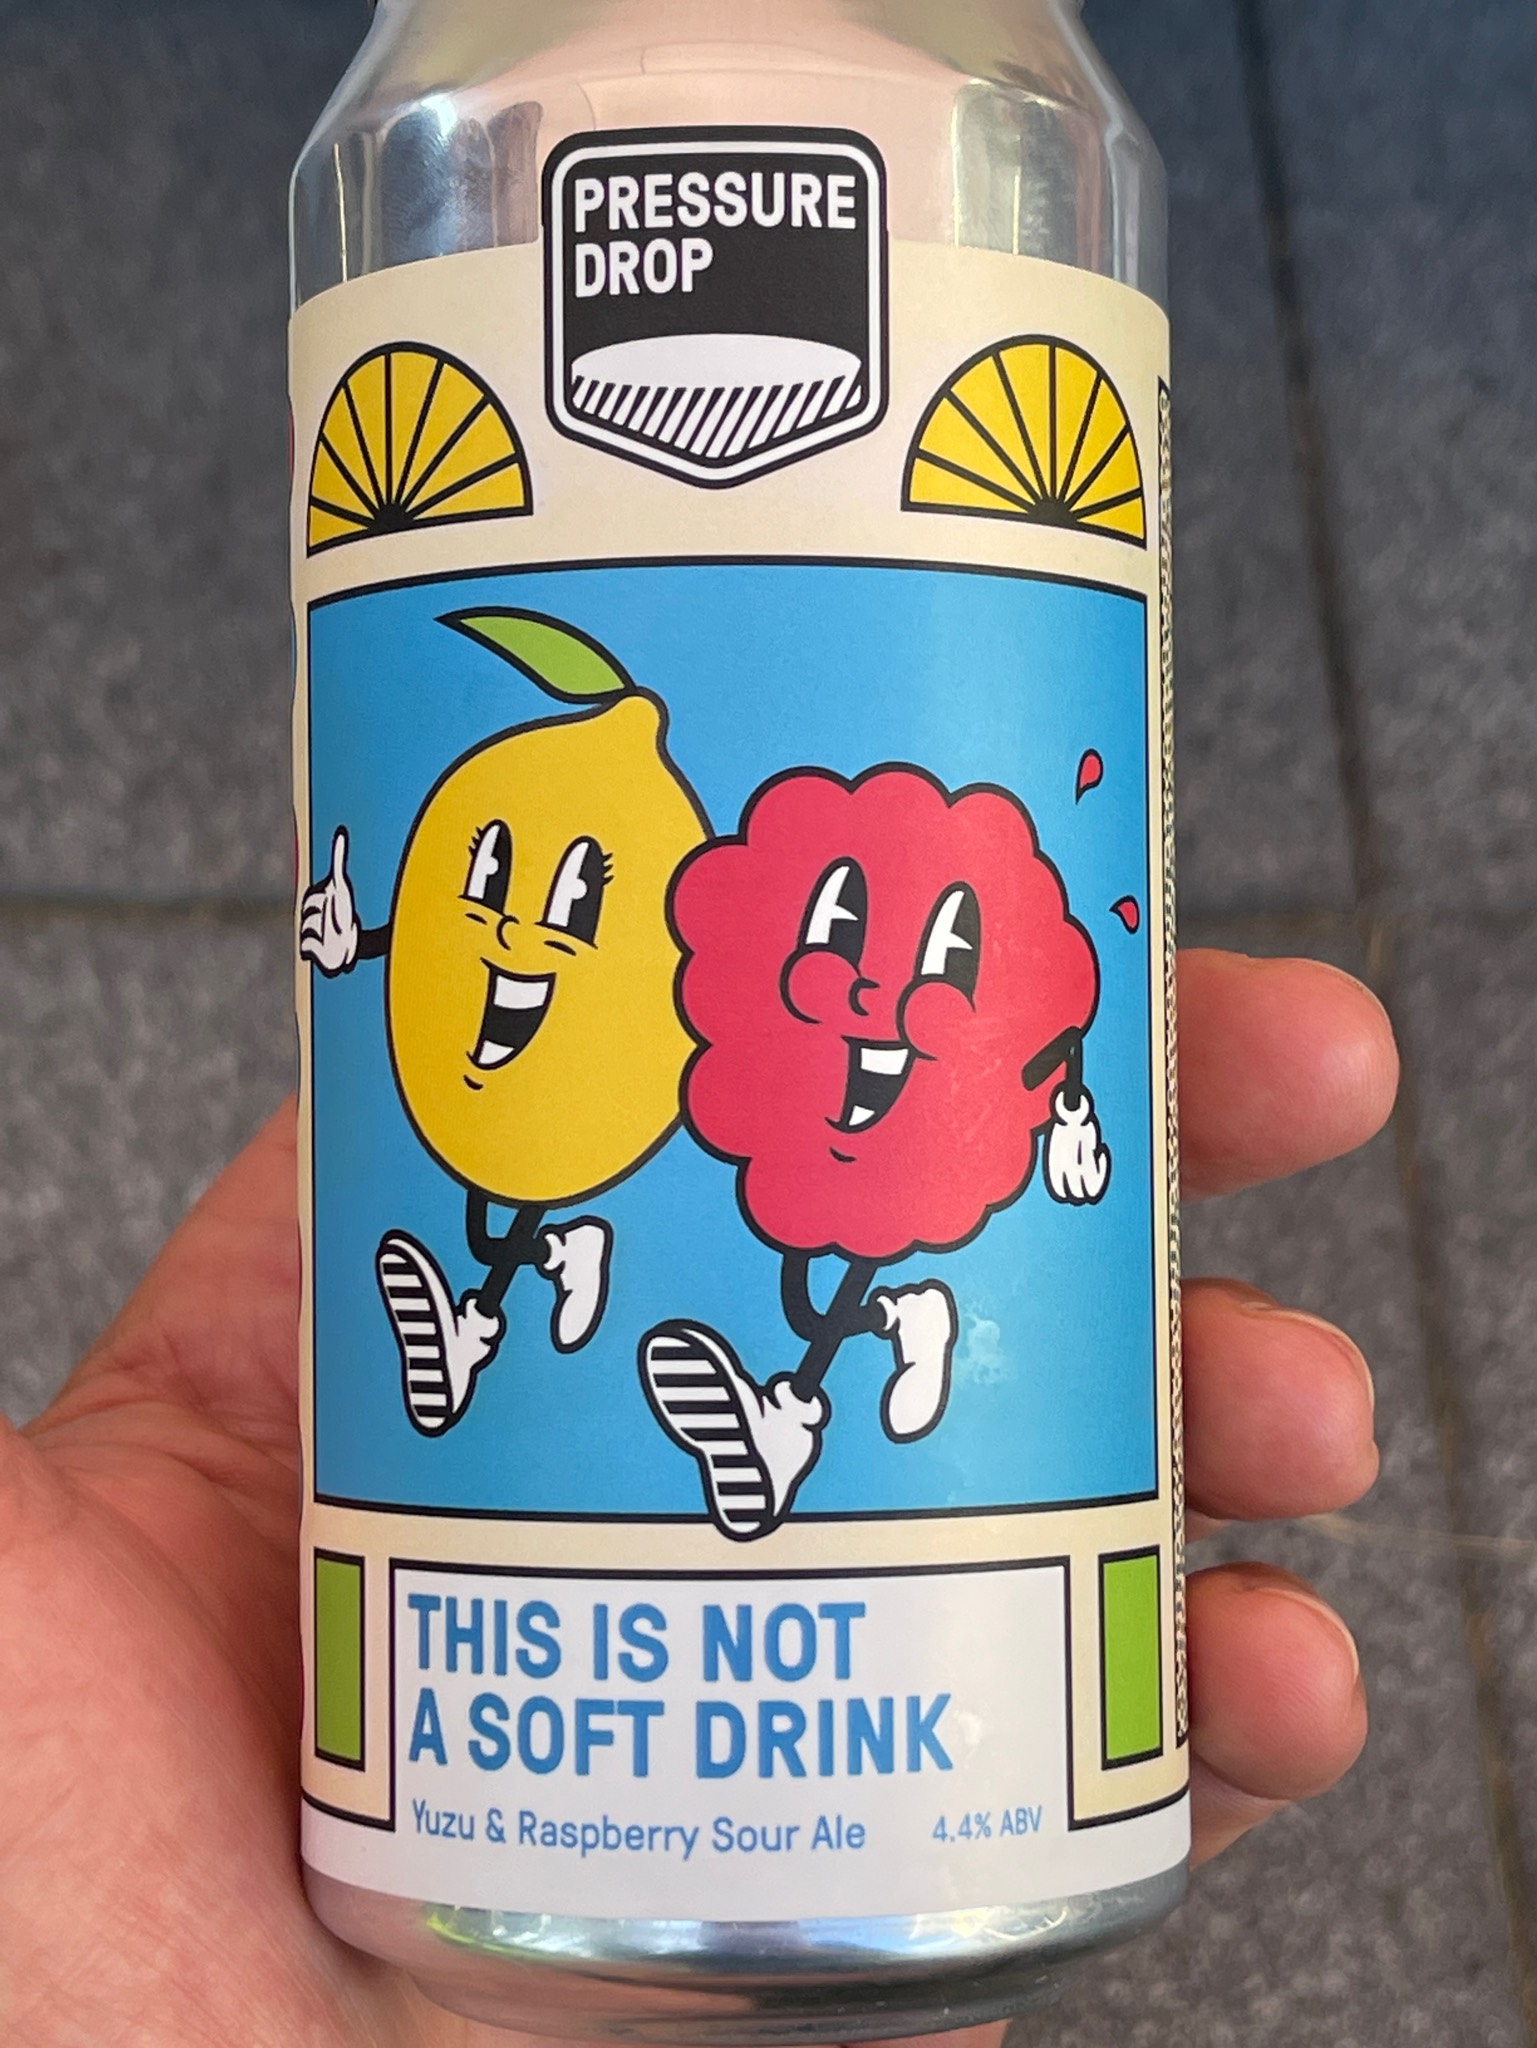 PRESSURE
DROP
THIS IS NOT
A SOFT DRINK
Yuzu & Raspberry Sour Ale 4.4% ABV